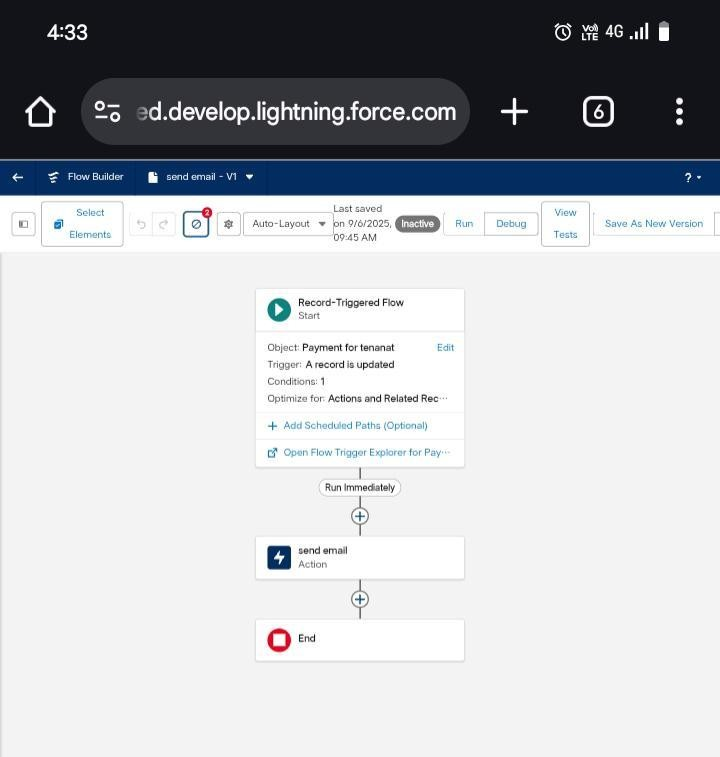 4:33
VoI) LTE 4G
ed.develop.lightning.force.com
6
Flow Builder
send email - V1
? 
Select Elements
2
Auto-Layout
Last saved on 9/6/2025, 09:45 AM
Inactive
Run
Debug
View Tests
Save As New Version
Record-Triggered Flow
Start
Object: Payment for tenanat
Edit
Trigger: A record is updated
Conditions: 1
Optimize for: Actions and Related Rec...
+ Add Scheduled Paths (Optional)
Open Flow Trigger Explorer for Pay...
Run Immediately
send email
Action
End